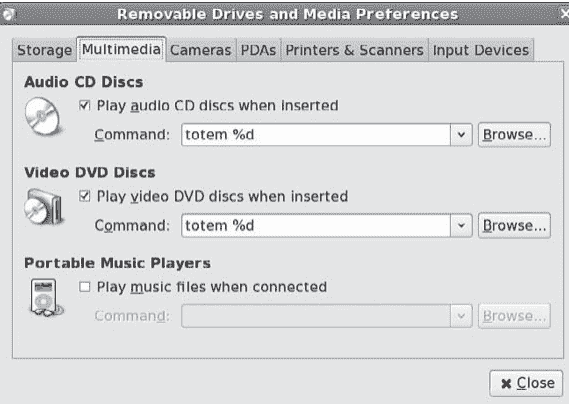 Removable Drives and Media Preferences
Storage Multimedia Cameras PDAs Printers & Scanners Input Devices
Audio CD Discs
Play audio CD discs when inserted
Command: totem %d Browse...
Video DVD Discs
Play video DVD discs when inserted
Command: totem %d Browse...
Portable Music Players
Play music files when connected
Command: Browse...
Close